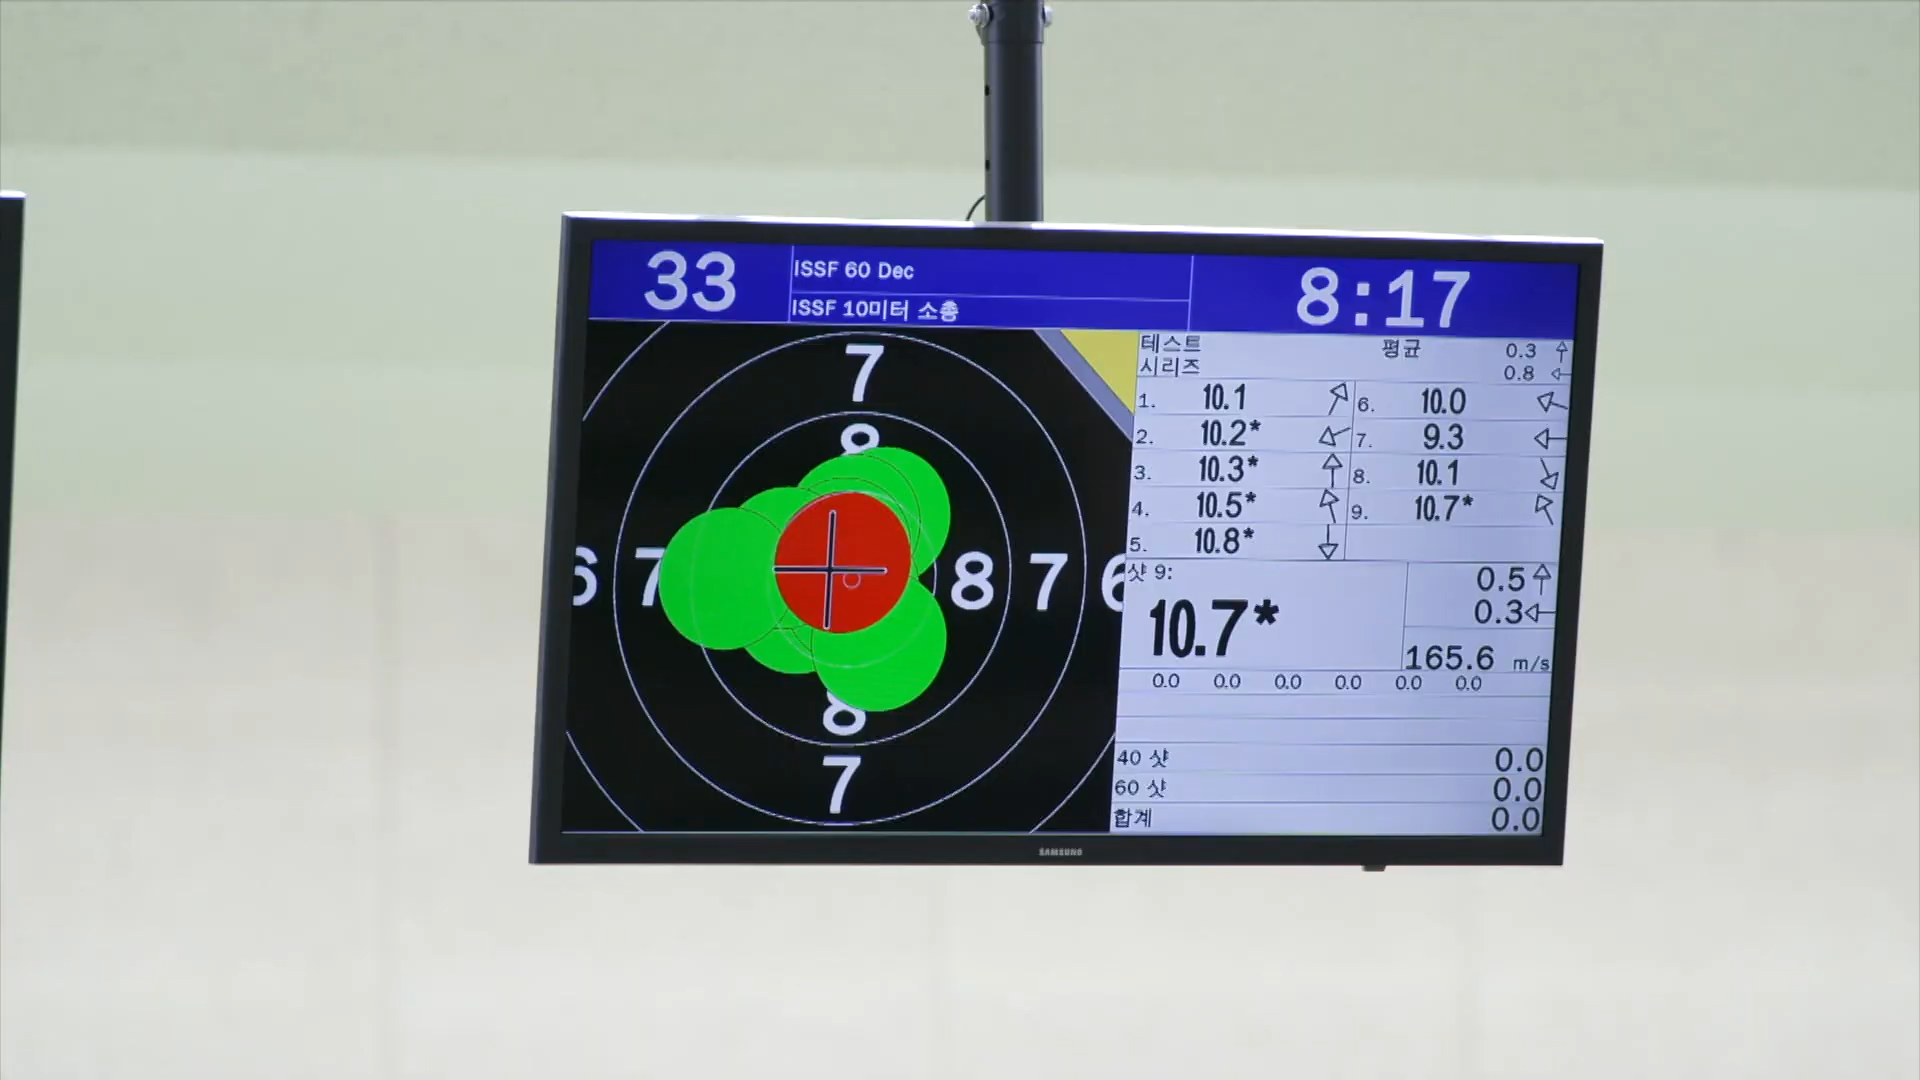 33
ISSF 60 Dec
ISSF 10미터 소총
8:17
7
8
6 7 8 7 6
8
7
테스트 평균 0.3
시리즈 0.8
1. 10.1 6. 10.0
2. 10.2* 7. 9.3
3. 10.3* 8. 10.1
4. 10.5* 9. 10.7*
5. 10.8*
샷 9: 0.5
10.7* 0.3
165.6 m/s
0.0 0.0 0.0 0.0 0.0 0.0
40 샷 0.0
60 샷 0.0
합계 0.0
SAMSUNG